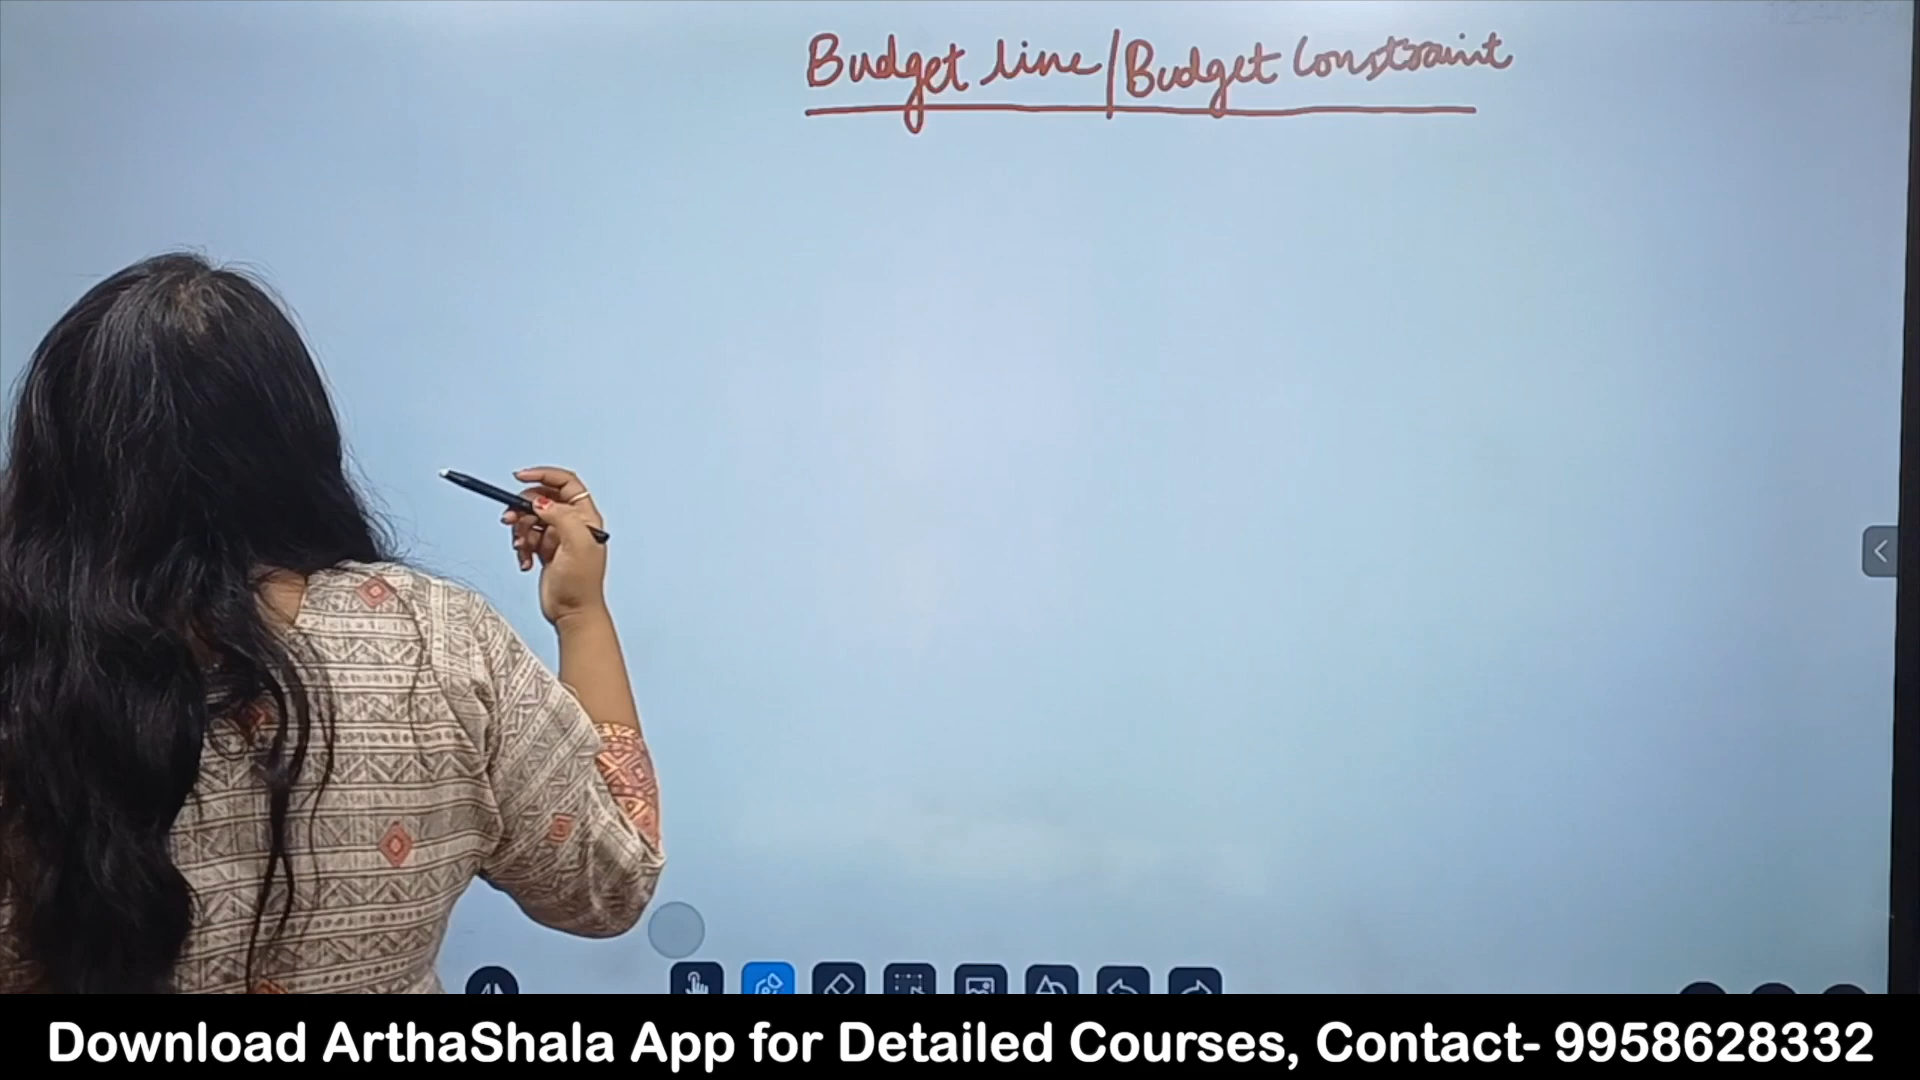 Budget line/Budget Constraint
Download ArthaShala App for Detailed Courses, Contact- 9958628332